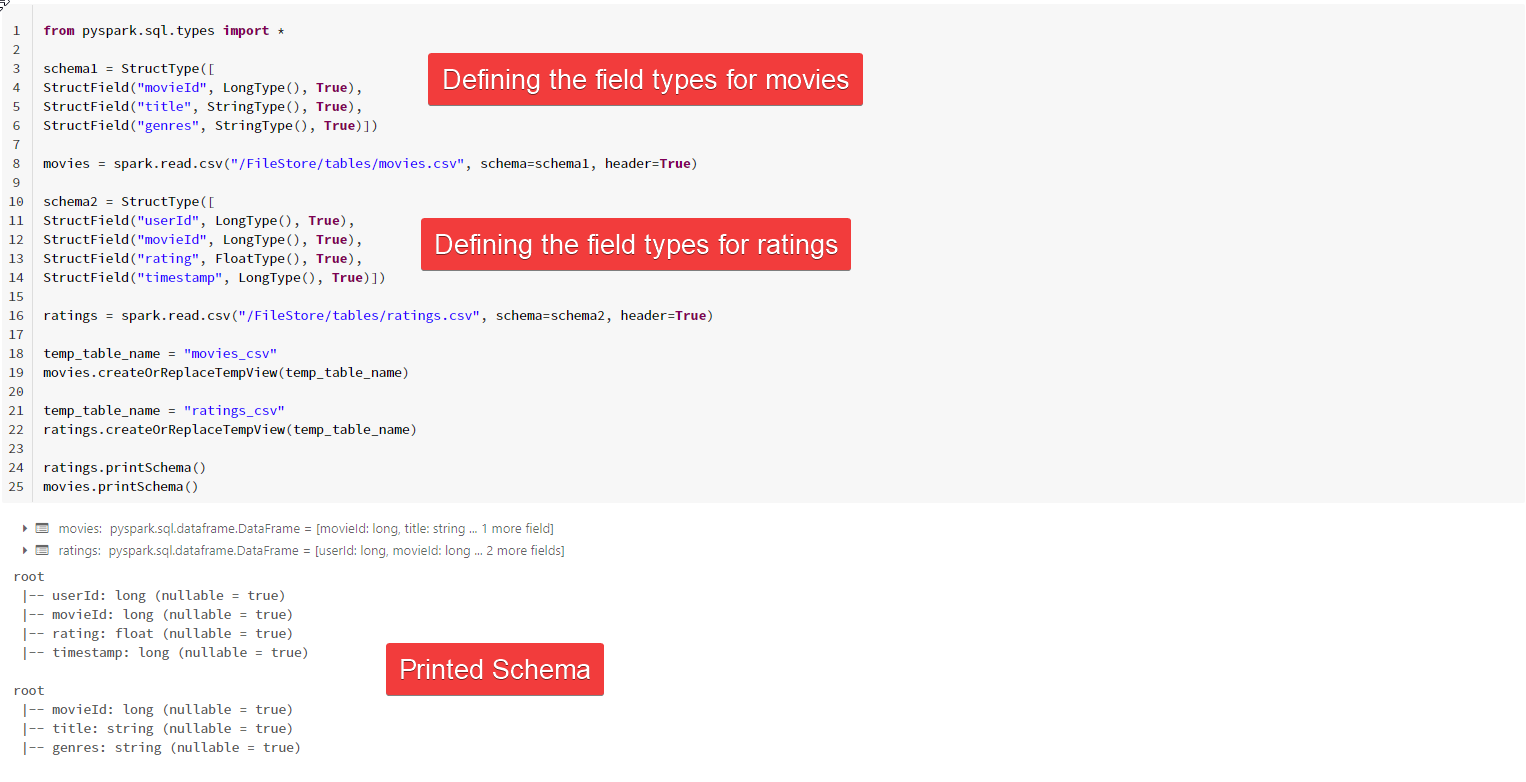 1 from pyspark.sql.types import *
2
3 schema1 = StructType([
4 StructField("movieId", LongType(), True),
Defining the field types for movies
5 StructField("title", StringType(), True),
6 StructField("genres", StringType(), True)])
7
8 movies = spark.read.csv("/FileStore/tables/movies.csv", schema=schema1, header=True)
9
10 schema2 = StructType([
11 StructField("userId", LongType(), True),
12 StructField("movieId", LongType(), True),
Defining the field types for ratings
13 StructField("rating", FloatType(), True),
14 StructField("timestamp", LongType(), True)])
15
16 ratings = spark.read.csv("/FileStore/tables/ratings.csv", schema=schema2, header=True)
17
18 temp_table_name = "movies_csv"
19 movies.createOrReplaceTempView(temp_table_name)
20
21 temp_table_name = "ratings_csv"
22 ratings.createOrReplaceTempView(temp_table_name)
23
24 ratings.printSchema()
25 movies.printSchema()
movies: pyspark.sql.dataframe.DataFrame = [movieId: long, title: string ... 1 more field]
ratings: pyspark.sql.dataframe.DataFrame = [userId: long, movieId: long ... 2 more fields]
root
|-- userId: long (nullable = true)
|-- movieId: long (nullable = true)
|-- rating: float (nullable = true)
|-- timestamp: long (nullable = true)
Printed Schema
root
|-- movieId: long (nullable = true)
|-- title: string (nullable = true)
|-- genres: string (nullable = true)